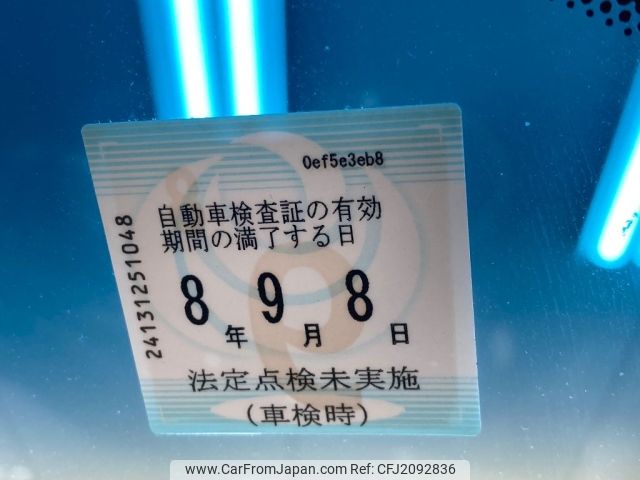 0ef5e3eb8
自動車検査証の有効
期間の満了する日
8年9月8日
法定点検未実施
(車検時)
24131251048
www.CarFromJapan.com | CFJ2092836